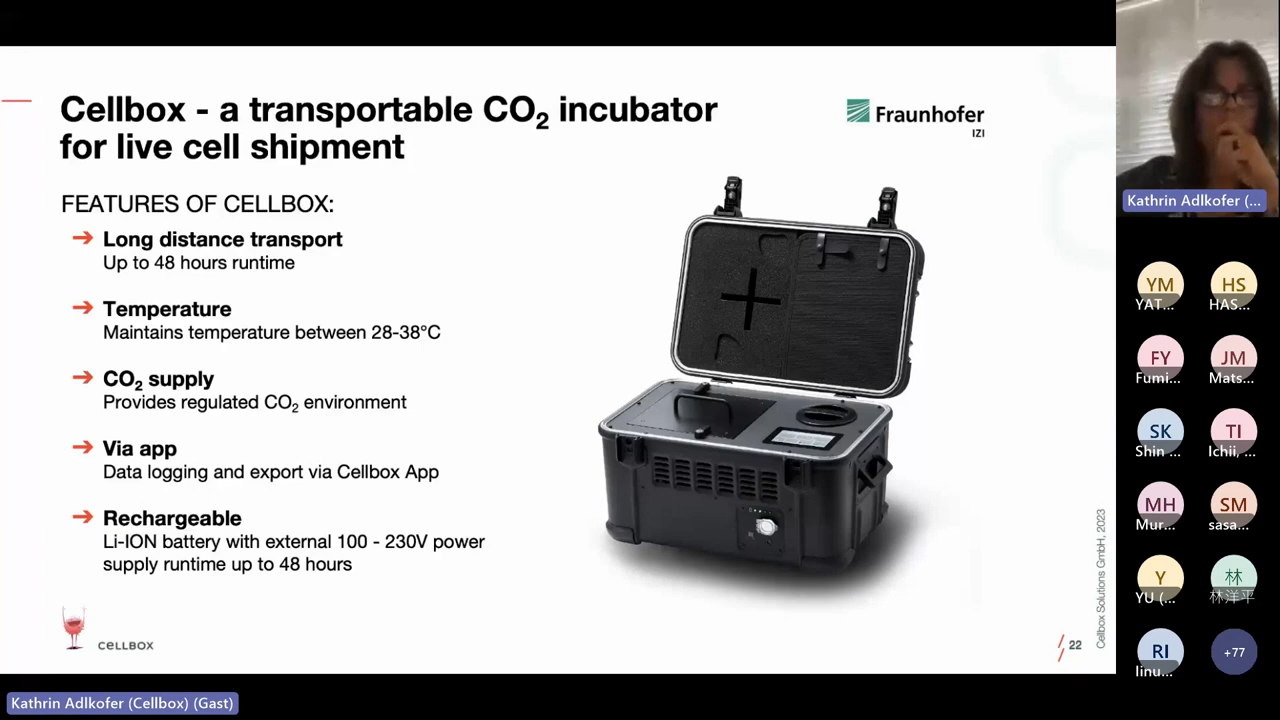 Cellbox - a transportable CO₂ incubator
for live cell shipment
Fraunhofer
IZI
FEATURES OF CELLBOX:
→ Long distance transport
Up to 48 hours runtime
→ Temperature
Maintains temperature between 28-38°C
→ CO₂ supply
Provides regulated CO₂ environment
→ Via app
Data logging and export via Cellbox App
→ Rechargeable
Li-ION battery with external 100 - 230V power
supply runtime up to 48 hours
CELLBOX
22
Cellbox Solutions GmbH, 2023
Kathrin Adlkofer (Cellbox) (Gast)
Kathrin Adlkofer (...
YM
YAT...
HS
HAS...
FY
Fumi...
JM
Mats...
SK
Shin ...
TI
Ichii, ...
MH
Mur...
SM
sasa...
Y
YU (...
林
林洋平
RI
Iinu...
+77